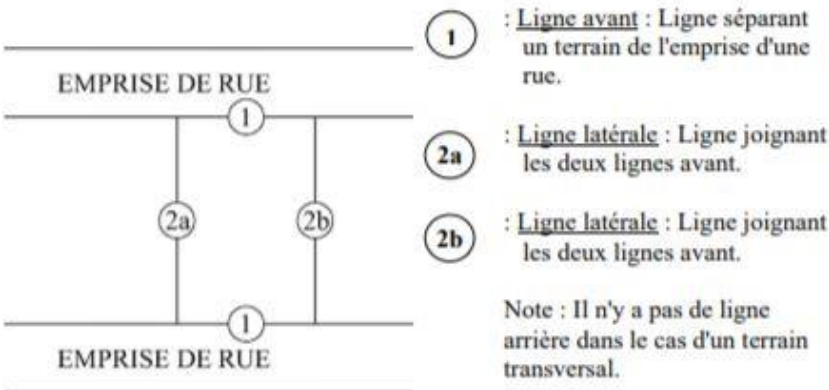 EMPRISE DE RUE
1
2a
2b
1
EMPRISE DE RUE
1 : Ligne avant : Ligne séparant
un terrain de l'emprise d'une
rue.
2a : Ligne latérale : Ligne joignant
les deux lignes avant.
2b : Ligne latérale : Ligne joignant
les deux lignes avant.
Note : Il n'y a pas de ligne
arrière dans le cas d'un terrain
transversal.